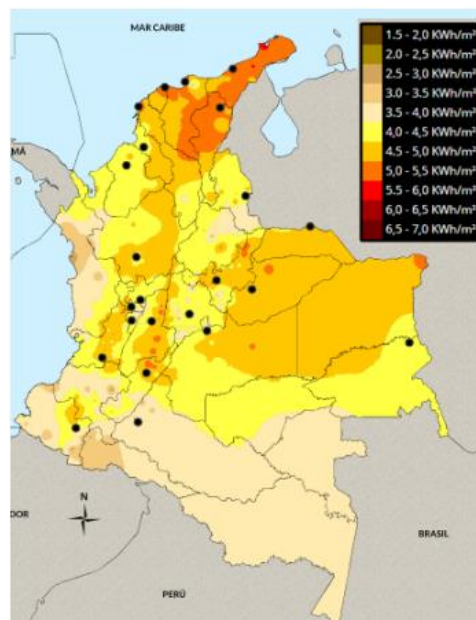 MAR CARIBE
1.5 - 2,0 KWh/m²
2.0 - 2,5 KWh/m²
2.5 - 3,0 KWh/m²
3.0 - 3.5 KWh/m²
3.5 - 4,0 KWh/m²
4.0 - 4,5 KWh/m²
4.5 - 5,0 KWh/m²
5,0 - 5,5 KWh/m²
5.5 - 6,0 KWh/m²
6,0 - 6,5 KWh/m²
6,5 - 7,0 KWh/m²
MÁ
N
DOR
BRASIL
PERÚ